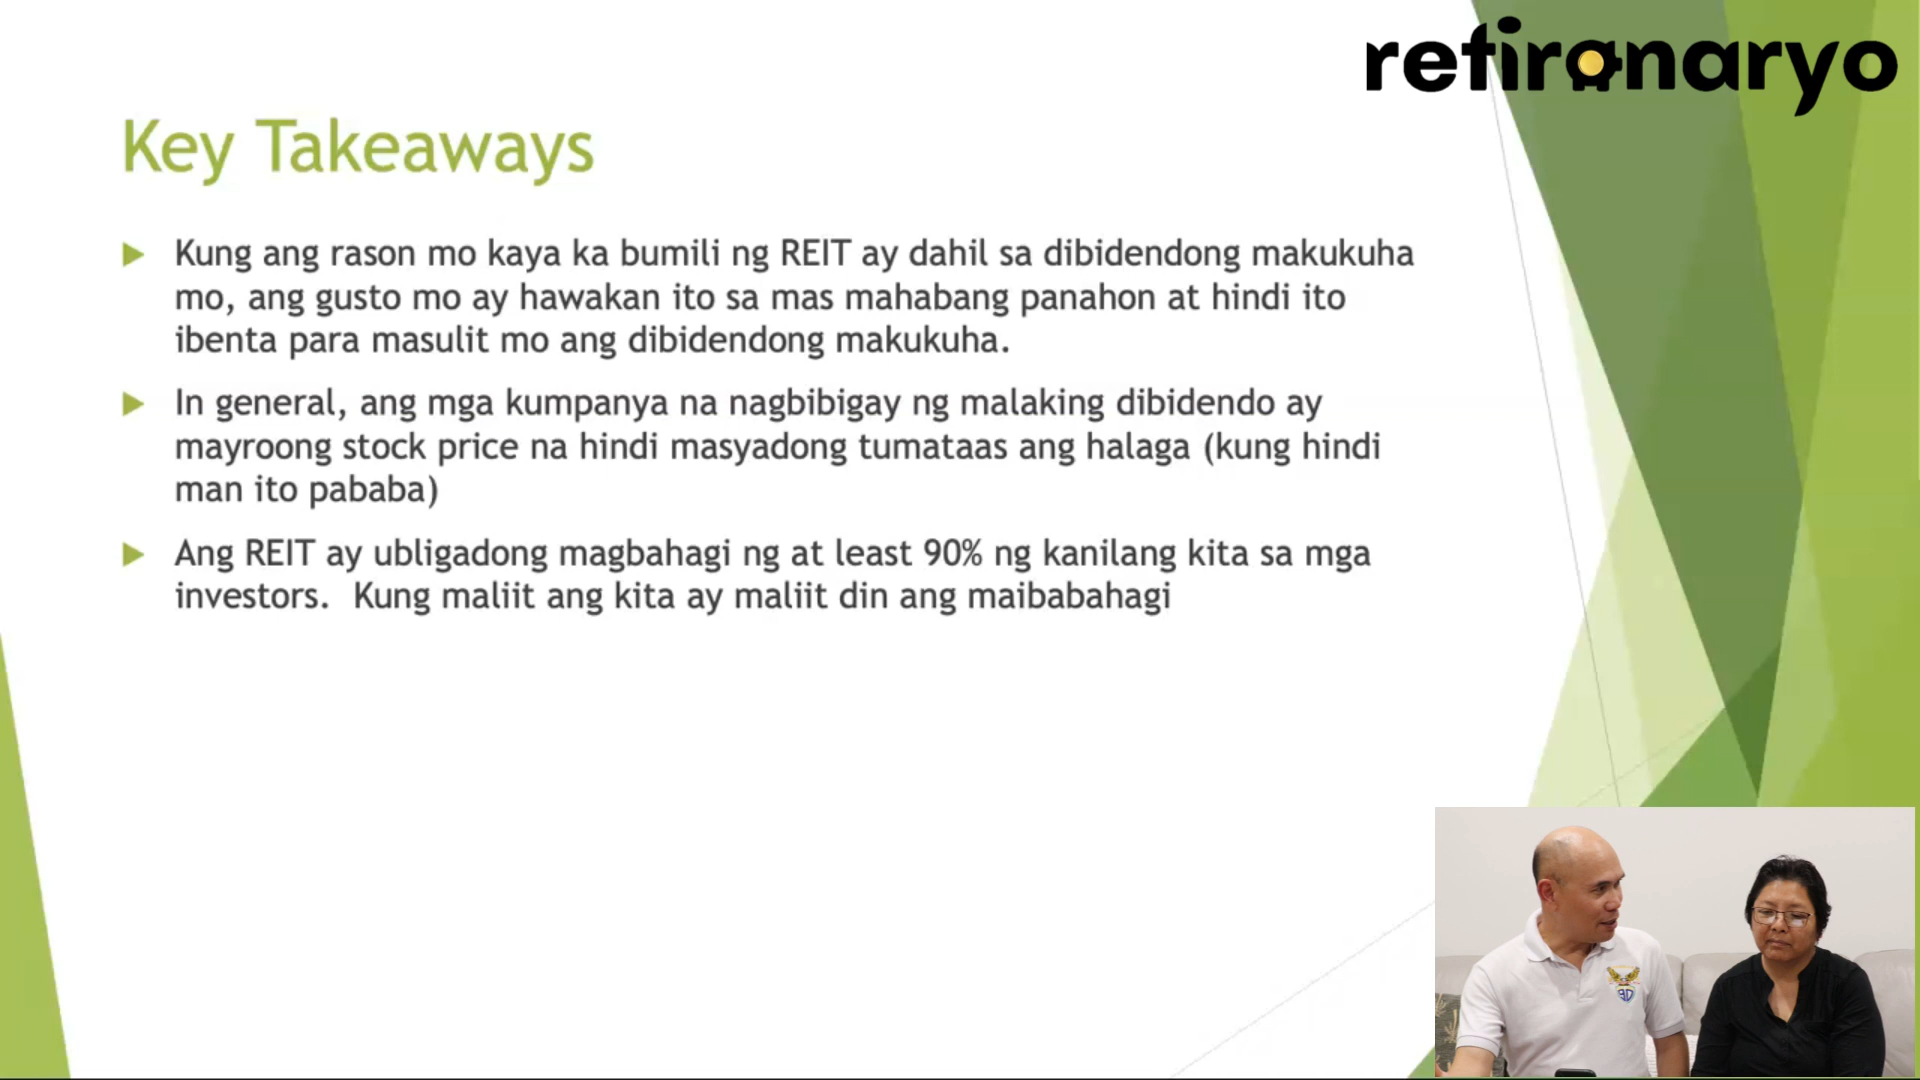 retiranaryo
Key Takeaways
Kung ang rason mo kaya ka bumili ng REIT ay dahil sa dibidendong makukuha
mo, ang gusto mo ay hawakan ito sa mas mahabang panahon at hindi ito
ibenta para masulit mo ang dibidendong makukuha.
In general, ang mga kumpanya na nagbibigay ng malaking dibidendo ay
mayroong stock price na hindi masyadong tumataas ang halaga (kung hindi
man ito pababa)
Ang REIT ay ubligadong magbahagi ng at least 90% ng kanilang kita sa mga
investors.  Kung maliit ang kita ay maliit din ang maibabahagi